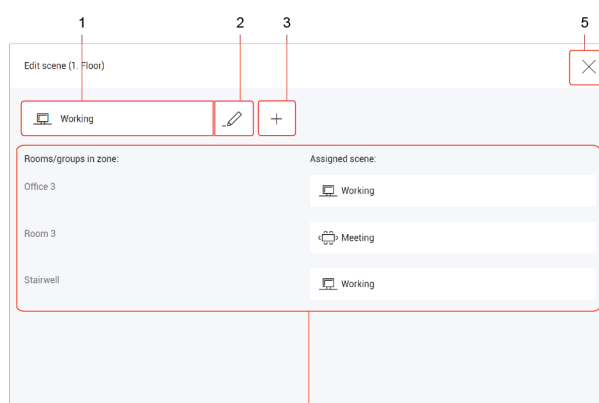 1 2 3 5
Edit scene (1. Floor)
Working
Rooms/groups in zone: Assigned scene:
Office 3 Working
Room 3 Meeting
Stairwell Working